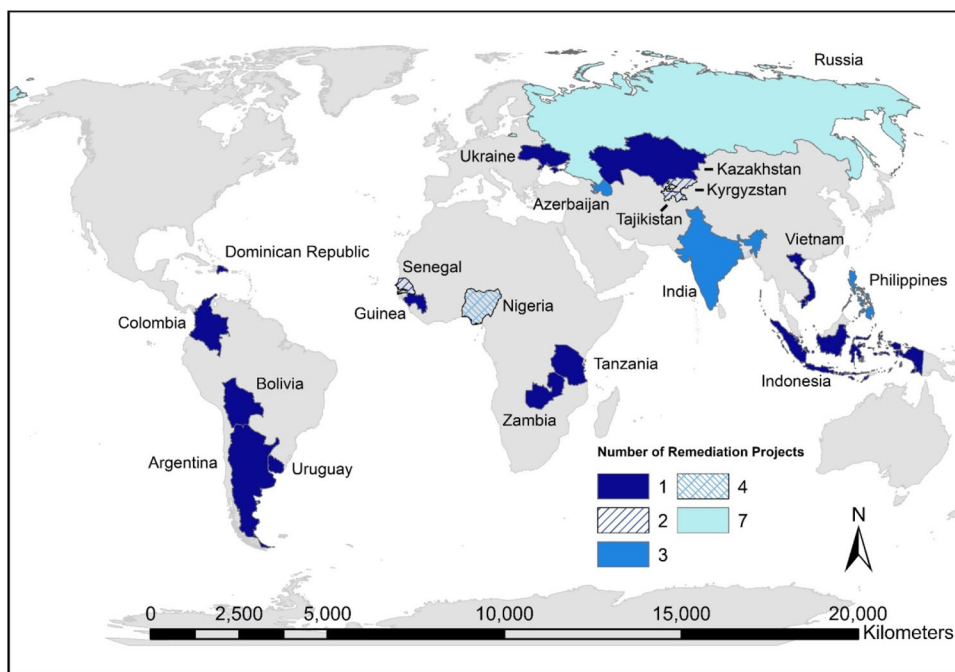 Russia
Ukraine
Kazakhstan
Kyrgyzstan
Azerbaijan
Tajikistan
Vietnam
Dominican Republic
Senegal
Philippines
India
Guinea
Nigeria
Colombia
Tanzania
Indonesia
Bolivia
Zambia
Argentina
Uruguay
Number of Remediation Projects
1 4
2 7
3
N
0 2,500 5,000 10,000 15,000 20,000
Kilometers